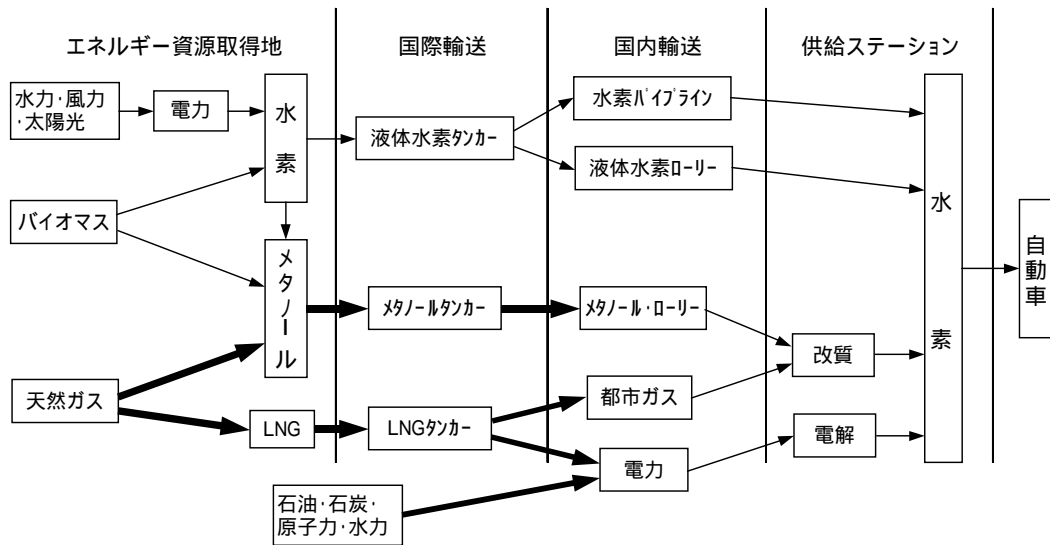 エネルギー資源取得地
国際輸送
国内輸送
供給ステーション
水力・風力
・太陽光
電力
水素
液体水素ﾀﾝｶｰ
水素ﾊﾟｲﾌﾟﾗｲﾝ
液体水素ﾛｰﾘｰ
バイオマス
メタノール
ﾒﾀﾉｰﾙﾀﾝｶｰ
ﾒﾀﾉｰﾙ・ﾛｰﾘｰ
改質
水素
自動車
天然ガス
LNG
LNGﾀﾝｶｰ
都市ガス
電力
電解
石油・石炭・
原子力・水力